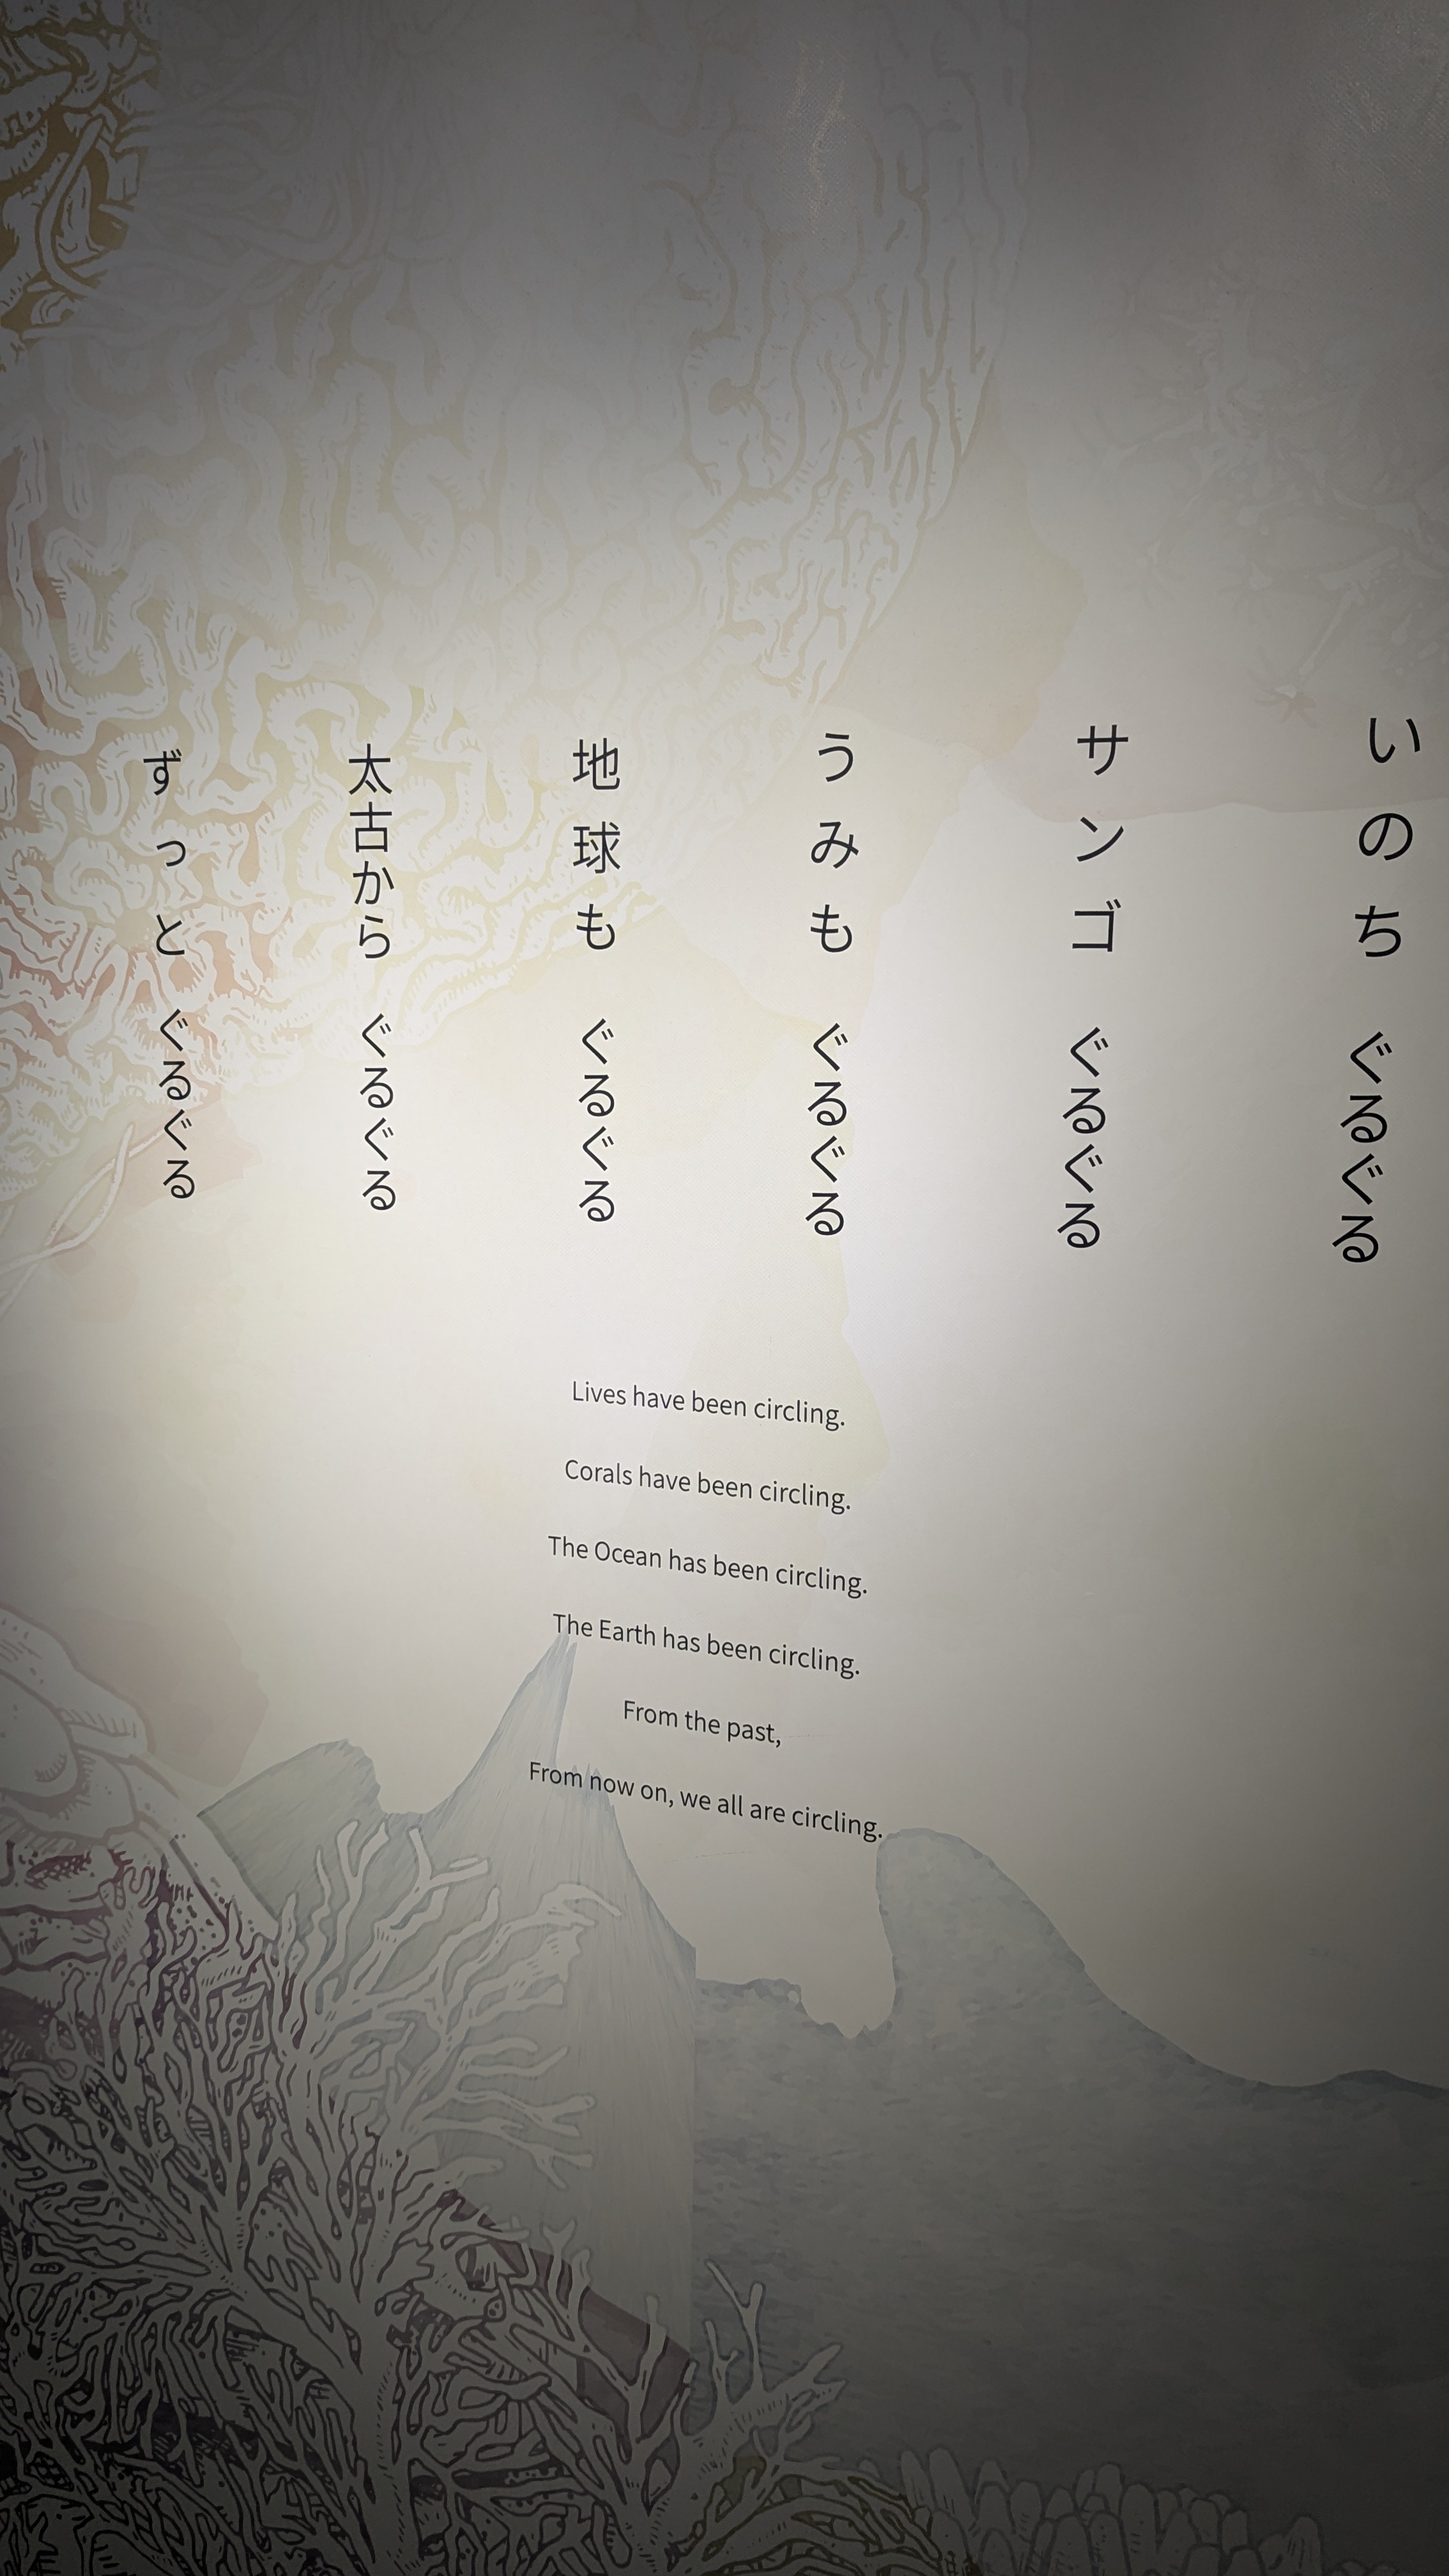 いのち ぐるぐる
サンゴ ぐるぐる
うみも ぐるぐる
地球も ぐるぐる
太古から ぐるぐる
ずっと ぐるぐる
Lives have been circling.
Corals have been circling.
The Ocean has been circling.
The Earth has been circling.
From the past,
From now on, we all are circling.